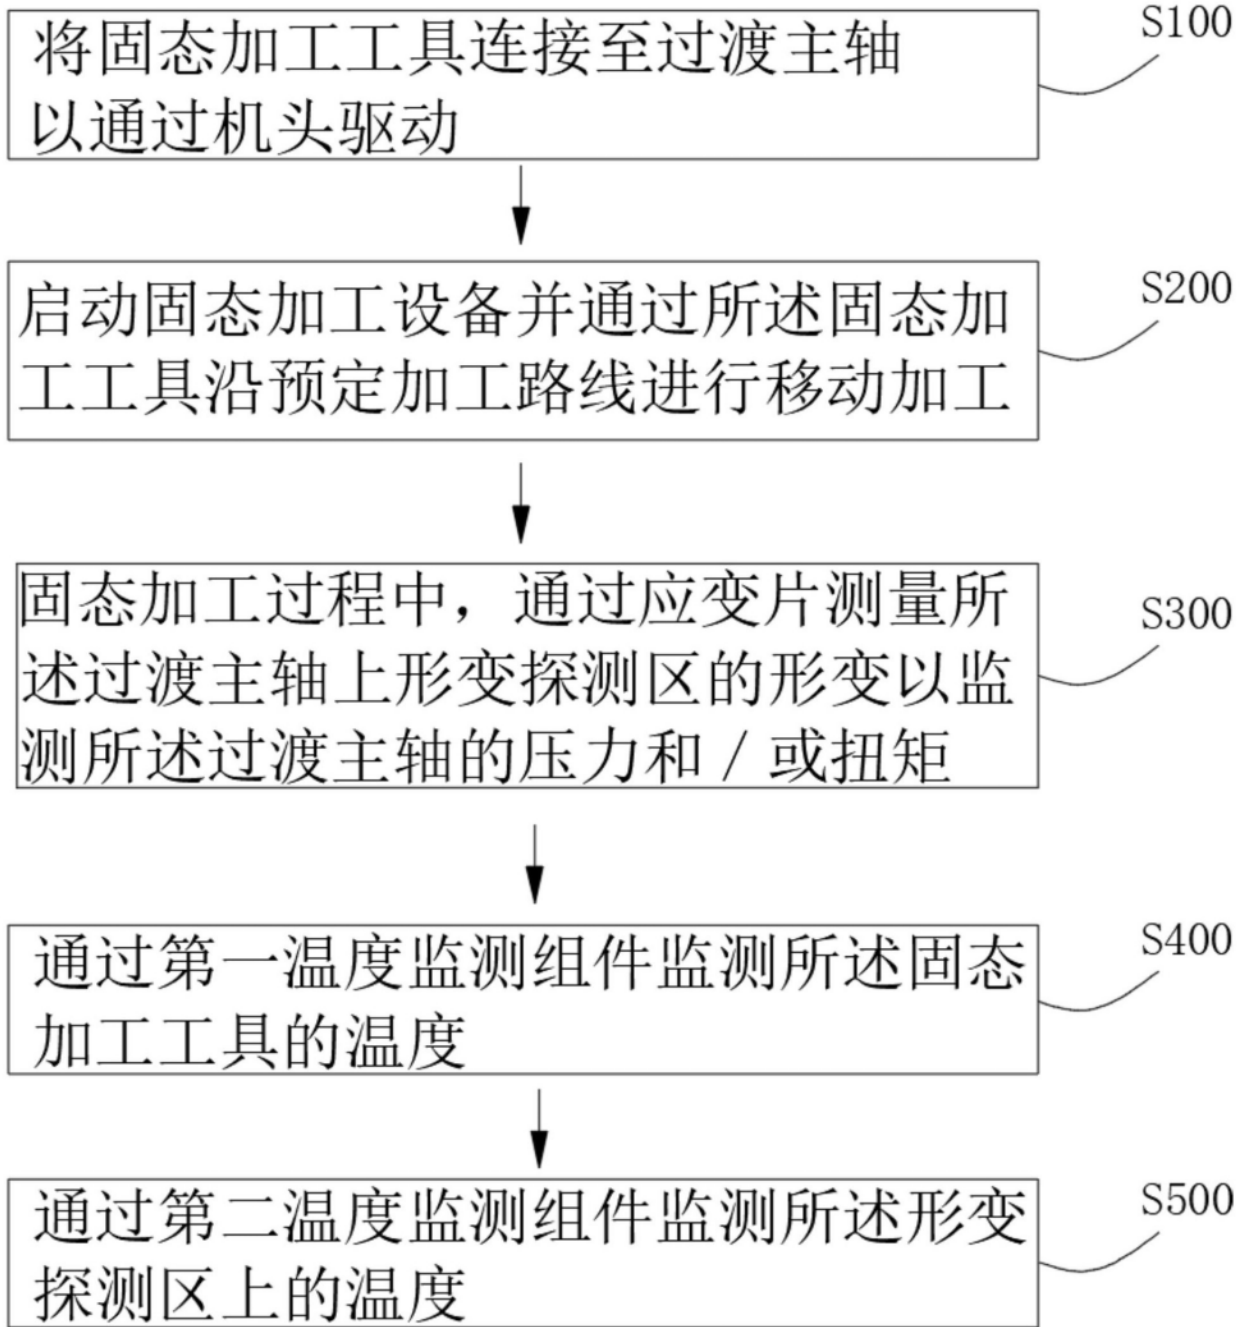 将固态加工工具连接至过渡主轴
以通过机头驱动
S100
启动固态加工设备并通过所述固态加
工工具沿预定加工路线进行移动加工
S200
固态加工过程中，通过应变片测量所
述过渡主轴上形变探测区的形变以监
测所述过渡主轴的压力和／或扭矩
S300
通过第一温度监测组件监测所述固态
加工工具的温度
S400
通过第二温度监测组件监测所述形变
探测区上的温度
S500